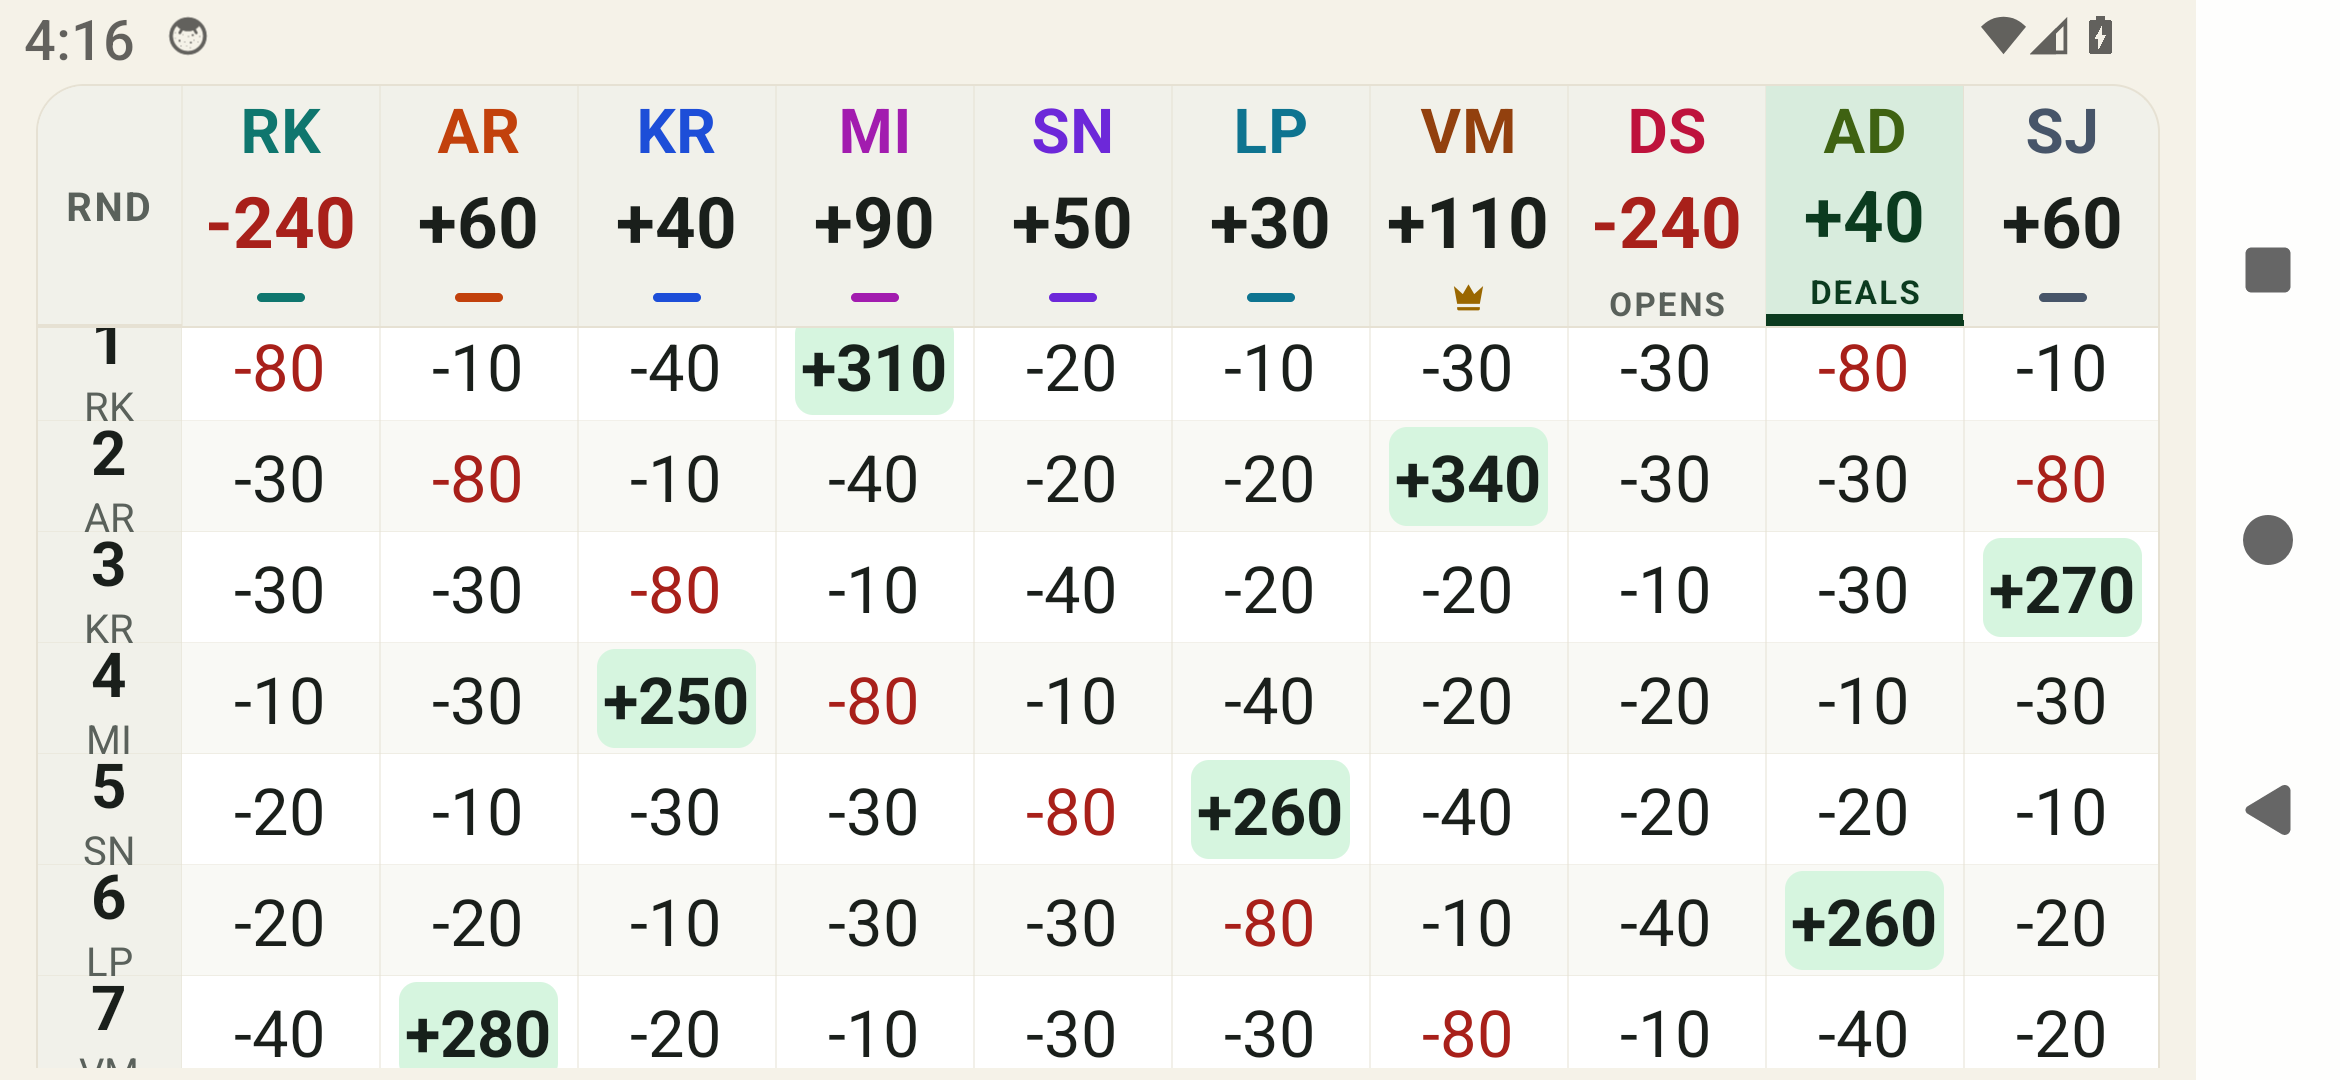 4:16
RND RK AR KR MI SN LP VM DS AD SJ
-240 +60 +40 +90 +50 +30 +110 -240 +40 +60
OPENS DEALS
1 -80 -10 -40 +310 -20 -10 -30 -30 -80 -10
RK
2 -30 -80 -10 -40 -20 -20 +340 -30 -30 -80
AR
3 -30 -30 -80 -10 -40 -20 -20 -10 -30 +270
KR
4 -10 -30 +250 -80 -10 -40 -20 -20 -10 -30
MI
5 -20 -10 -30 -30 -80 +260 -40 -20 -20 -10
SN
6 -20 -20 -10 -30 -30 -80 -10 -40 +260 -20
LP
7 -40 +280 -20 -10 -30 -30 -80 -10 -40 -20
VM